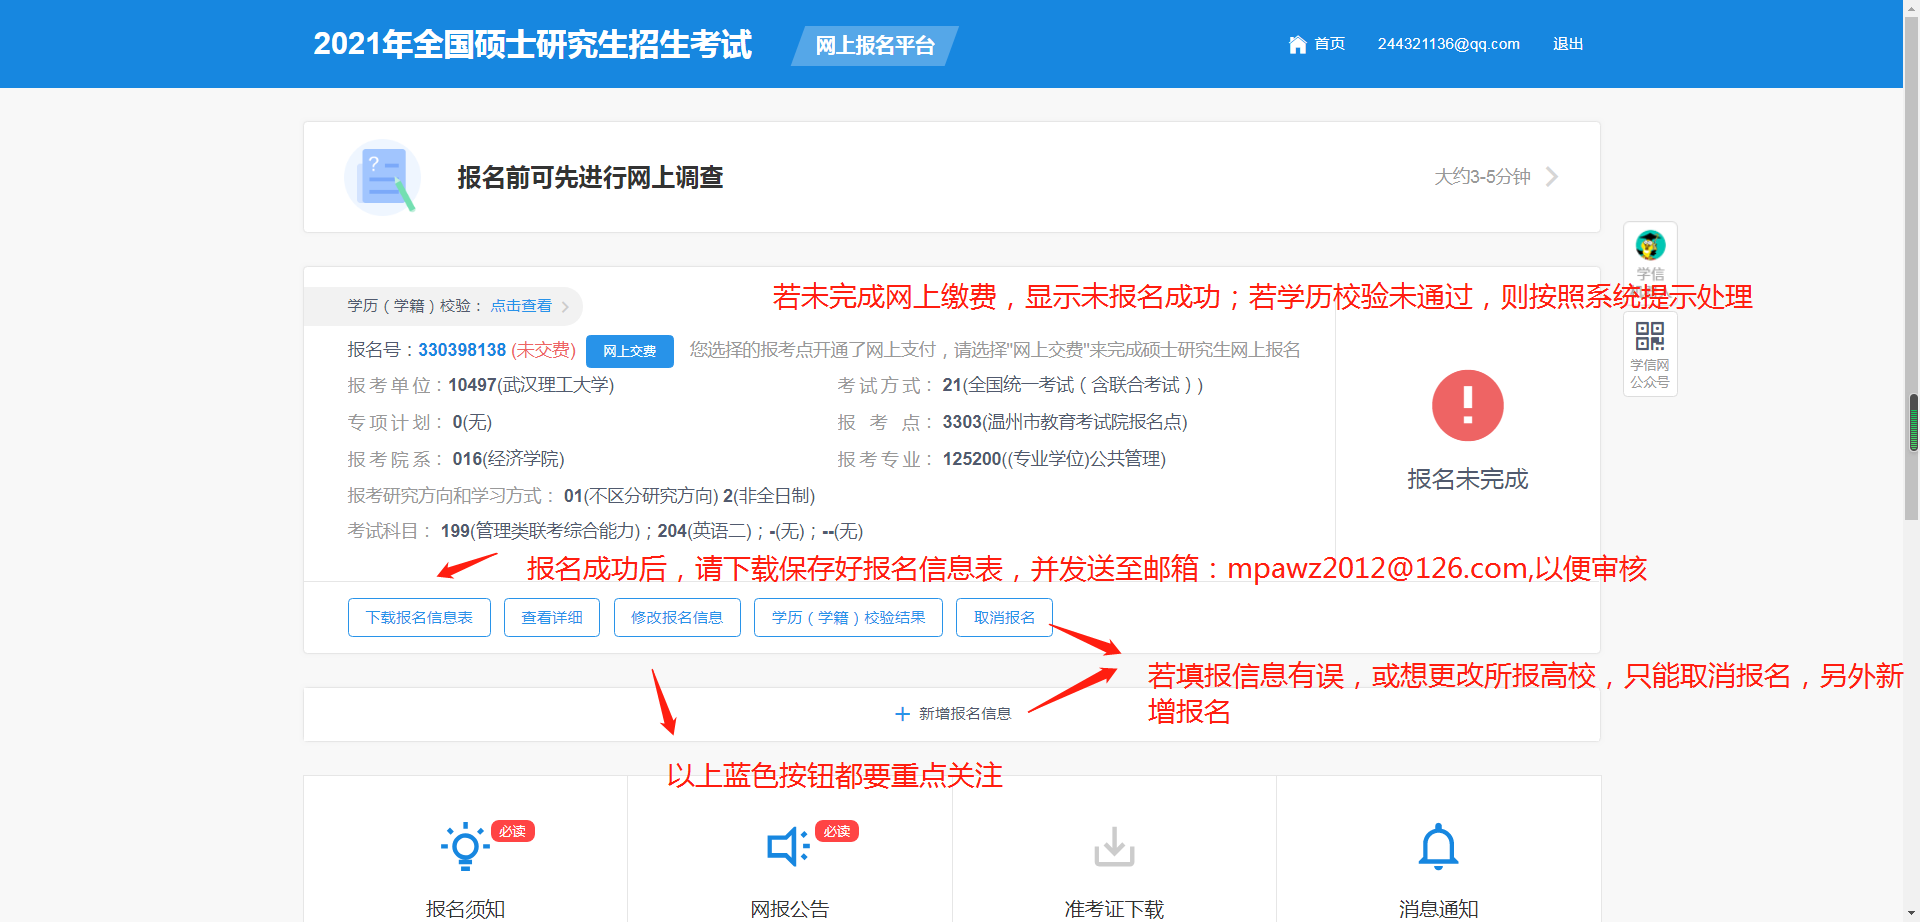 2021年全国硕士研究生招生考试 网上报名平台 首页 244321136@qq.com 退出
报名前可先进行网上调查 大约3-5分钟
学信
学历（学籍）校验： 点击查看
若未完成网上缴费，显示未报名成功；若学历校验未通过，则按照系统提示处理
报名号：330398138 (未交费) 网上交费 您选择的报考点开通了网上支付，请选择"网上交费"来完成硕士研究生网上报名
学信网
公众号
报考单位：10497(武汉理工大学) 考试方式：21(全国统一考试（含联合考试）)
专项计划：0(无) 报考点：3303(温州市教育考试院报名点)
报考院系：016(经济学院) 报考专业：125200((专业学位)公共管理)
报名未完成
报考研究方向和学习方式：01(不区分研究方向) 2(非全日制)
考试科目：199(管理类联考综合能力)；204(英语二)；-(无)；--(无)
报名成功后，请下载保存好报名信息表，并发送至邮箱：mpawz2012@126.com,以便审核
下载报名信息表 查看详细 修改报名信息 学历（学籍）校验结果 取消报名
若填报信息有误，或想更改所报高校，只能取消报名，另外新
增报名
新增报名信息
以上蓝色按钮都要重点关注
必读 必读
报名须知 网报公告 准考证下载 消息通知